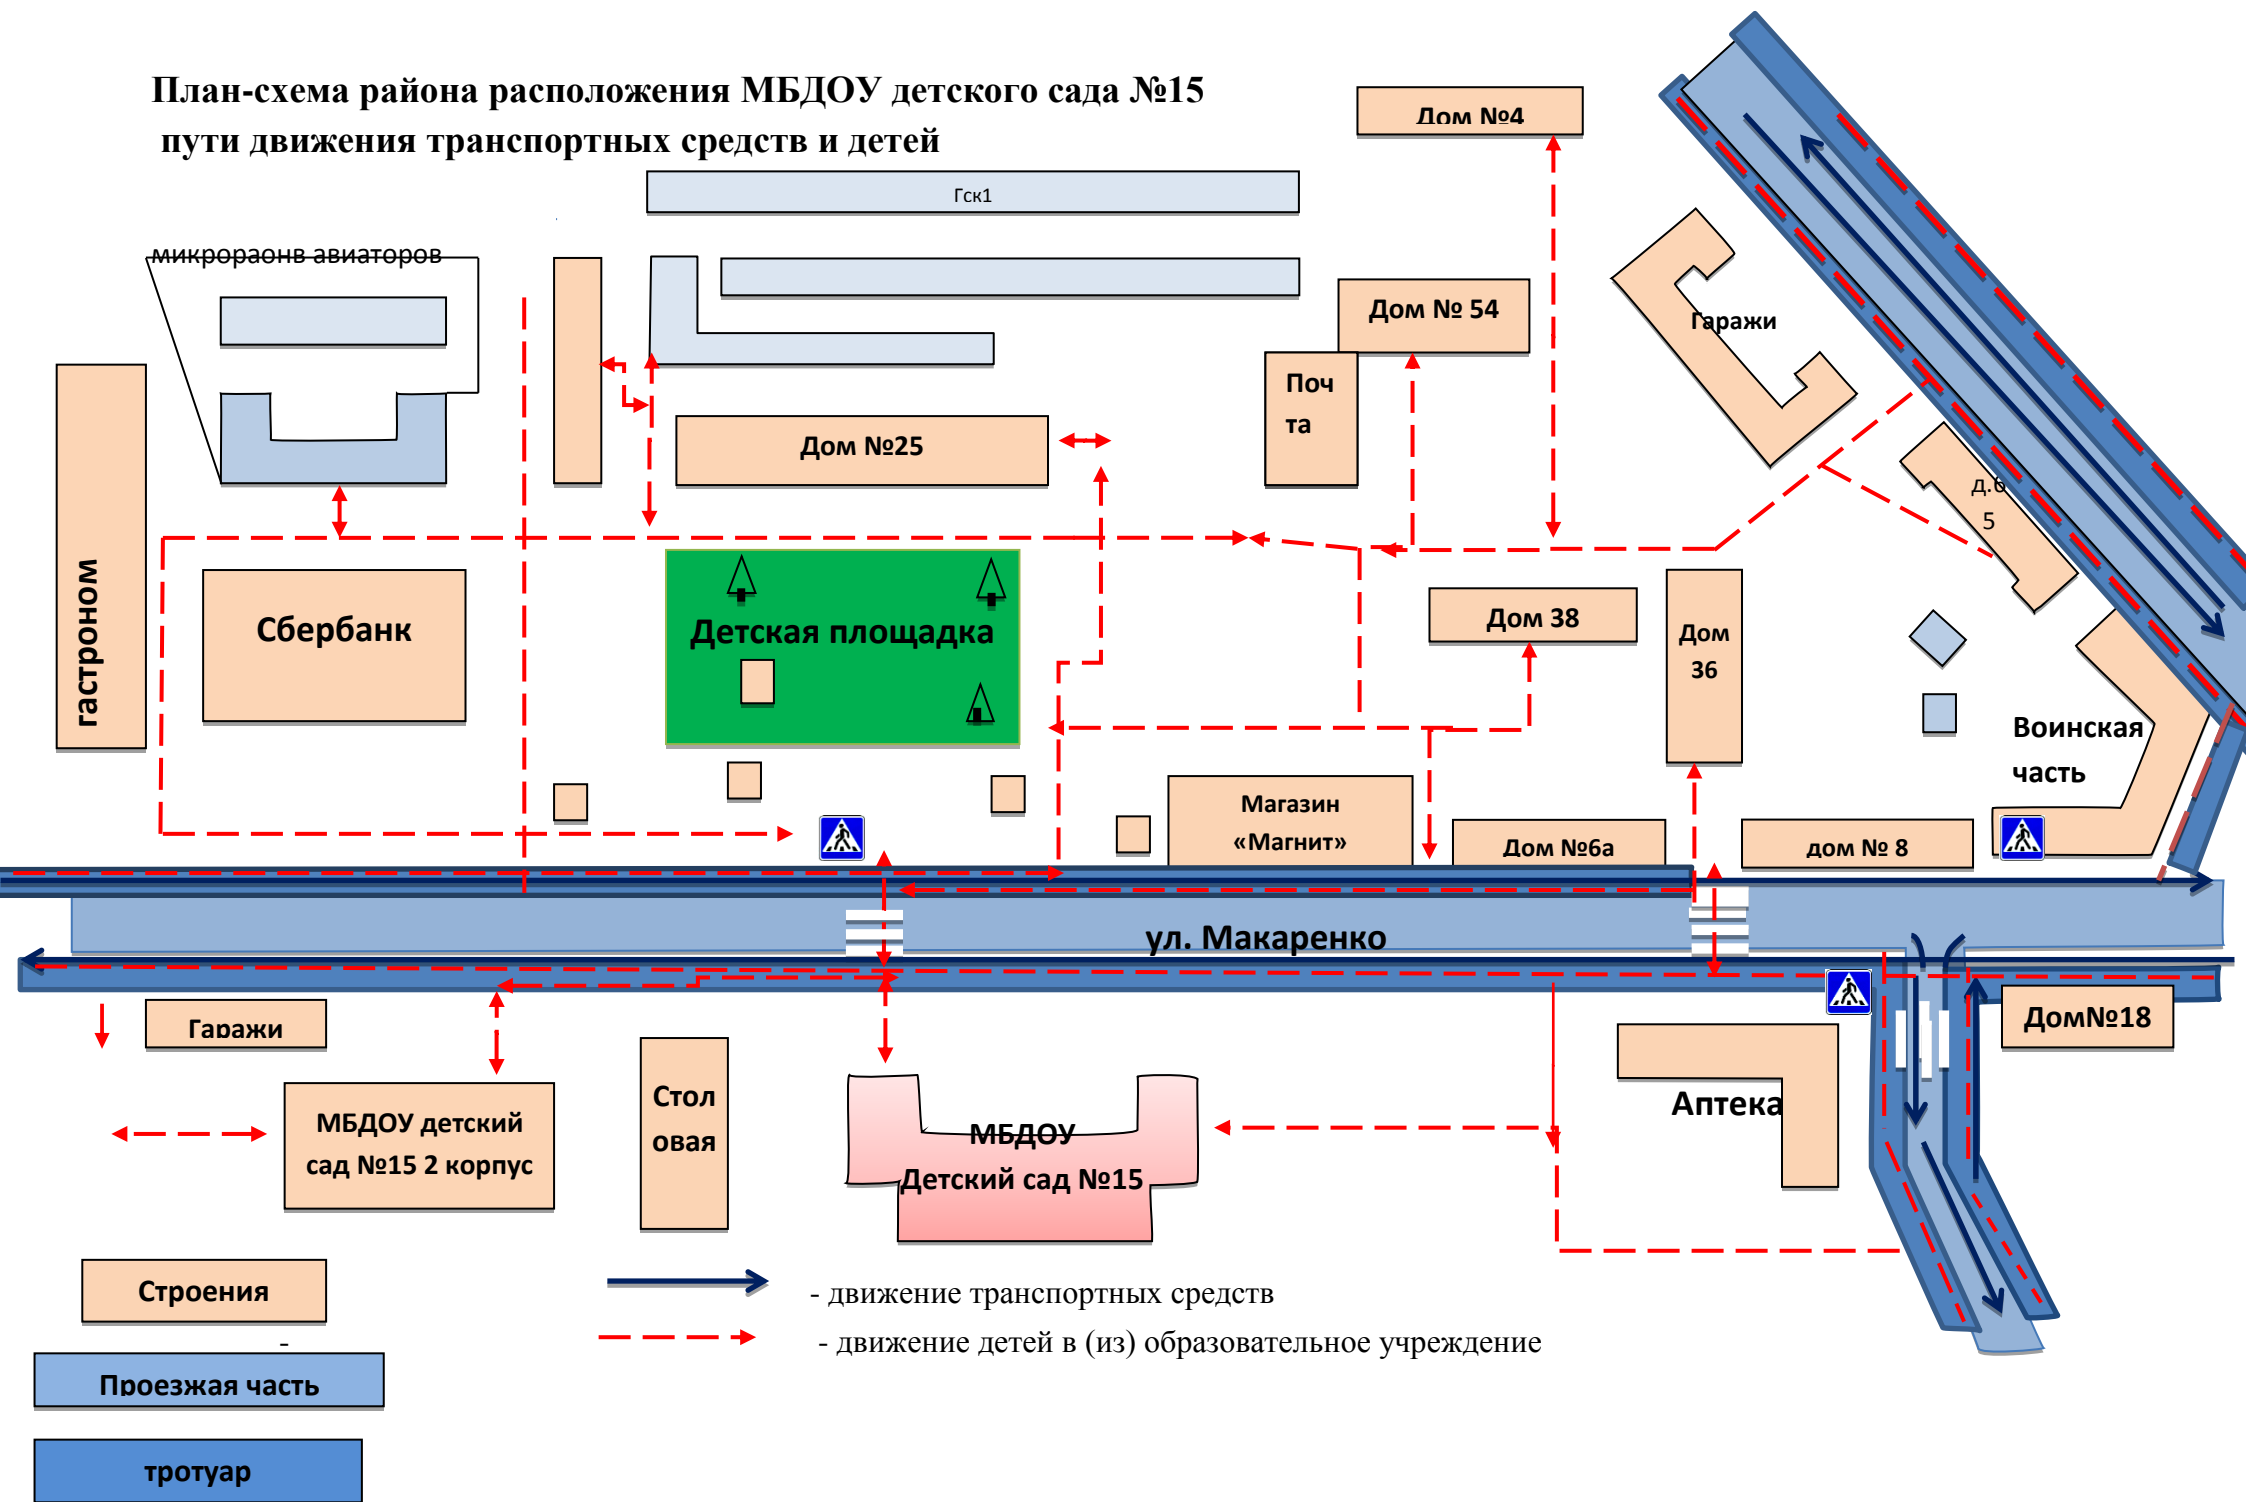 План-схема района расположения МБДОУ детского сада №15
пути движения транспортных средств и детей
Дом №4
Гск1
микрораонв авиаторов
Дом № 54
Гаражи
Поч
та
Дом №25
д.6
5
гастроном
Сбербанк
Детская площадка
Дом 38
Дом
36
Воинская
часть
Магазин
«Магнит»
Дом №6а
дом № 8
ул. Макаренко
Гаражи
Дом№18
Стол
овая
Аптека
МБДОУ детский
сад №15 2 корпус
МБДОУ
Детский сад №15
Строения
- движение транспортных средств
- движение детей в (из) образовательное учреждение
-
Проезжая часть
тротуар